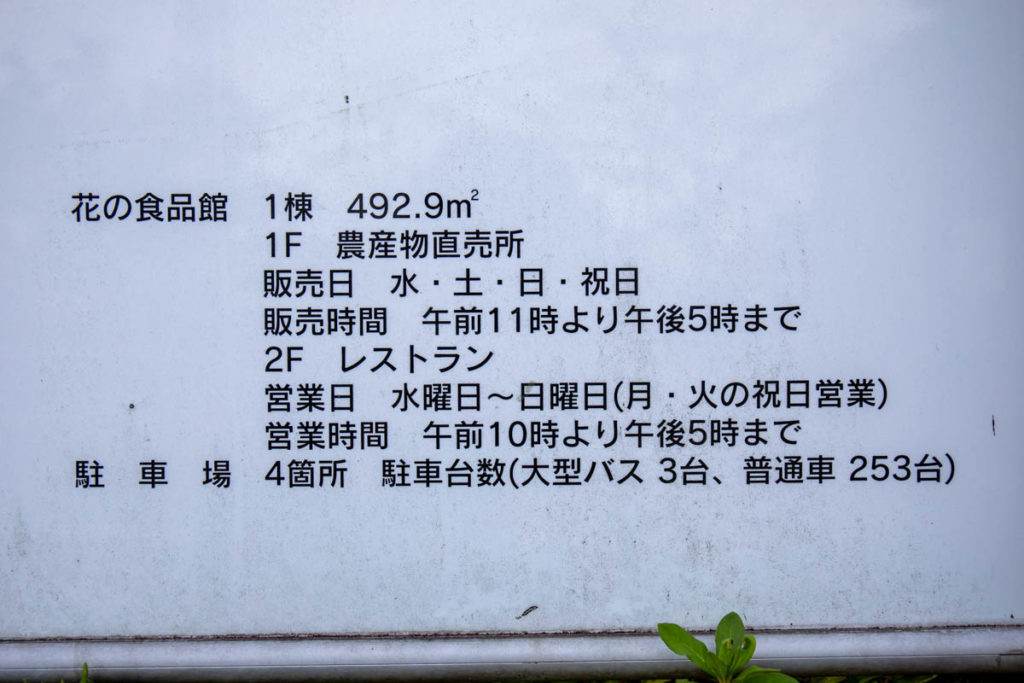 花の食品館　1棟　492.9㎡
1F　農産物直売所
販売日　水・土・日・祝日
販売時間　午前11時より午後5時まで
2F　レストラン
営業日　水曜日～日曜日(月・火の祝日営業)
営業時間　午前10時より午後5時まで
駐　車　場　4箇所　駐車台数(大型バス 3台、普通車 253台)